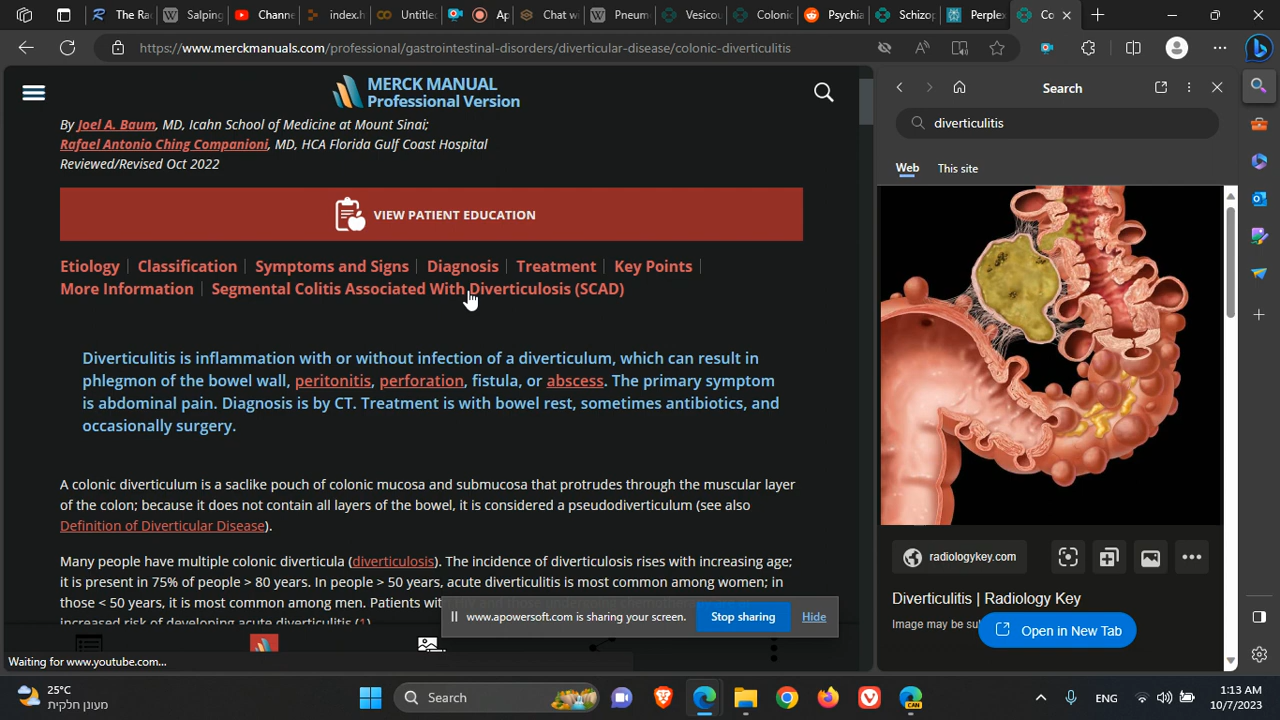 The Ra
Salping
Channe
index.h
Untitle
Ap
Chat w
Pneum
Vesicou
Colonic
Psychia
Schizop
Perplex
Co
https://www.merckmanuals.com/professional/gastrointestinal-disorders/diverticular-disease/colonic-diverticulitis
MERCK MANUAL
Professional Version
By Joel A. Baum, MD, Icahn School of Medicine at Mount Sinai;
Rafael Antonio Ching Companioni, MD, HCA Florida Gulf Coast Hospital
Reviewed/Revised Oct 2022
VIEW PATIENT EDUCATION
Etiology | Classification | Symptoms and Signs | Diagnosis | Treatment | Key Points |
More Information | Segmental Colitis Associated With Diverticulosis (SCAD)
Diverticulitis is inflammation with or without infection of a diverticulum, which can result in
phlegmon of the bowel wall, peritonitis, perforation, fistula, or abscess. The primary symptom
is abdominal pain. Diagnosis is by CT. Treatment is with bowel rest, sometimes antibiotics, and
occasionally surgery.
A colonic diverticulum is a saclike pouch of colonic mucosa and submucosa that protrudes through the muscular layer
of the colon; because it does not contain all layers of the bowel, it is considered a pseudodiverticulum (see also
Definition of Diverticular Disease).
Many people have multiple colonic diverticula (diverticulosis). The incidence of diverticulosis rises with increasing age;
it is present in 75% of people > 80 years. In people > 50 years, acute diverticulitis is most common among women; in
those < 50 years, it is most common among men. Patients wit
increased risk of developing acute diverticulitis (1).
www.apowersoft.com is sharing your screen.
Stop sharing
Hide
Waiting for www.youtube.com...
Search
diverticulitis
Web
This site
radiologykey.com
Diverticulitis | Radiology Key
Image may be su
Open in New Tab
25°C
מעונן חלקית
Search
CAN
ENG
1:13 AM
10/7/2023